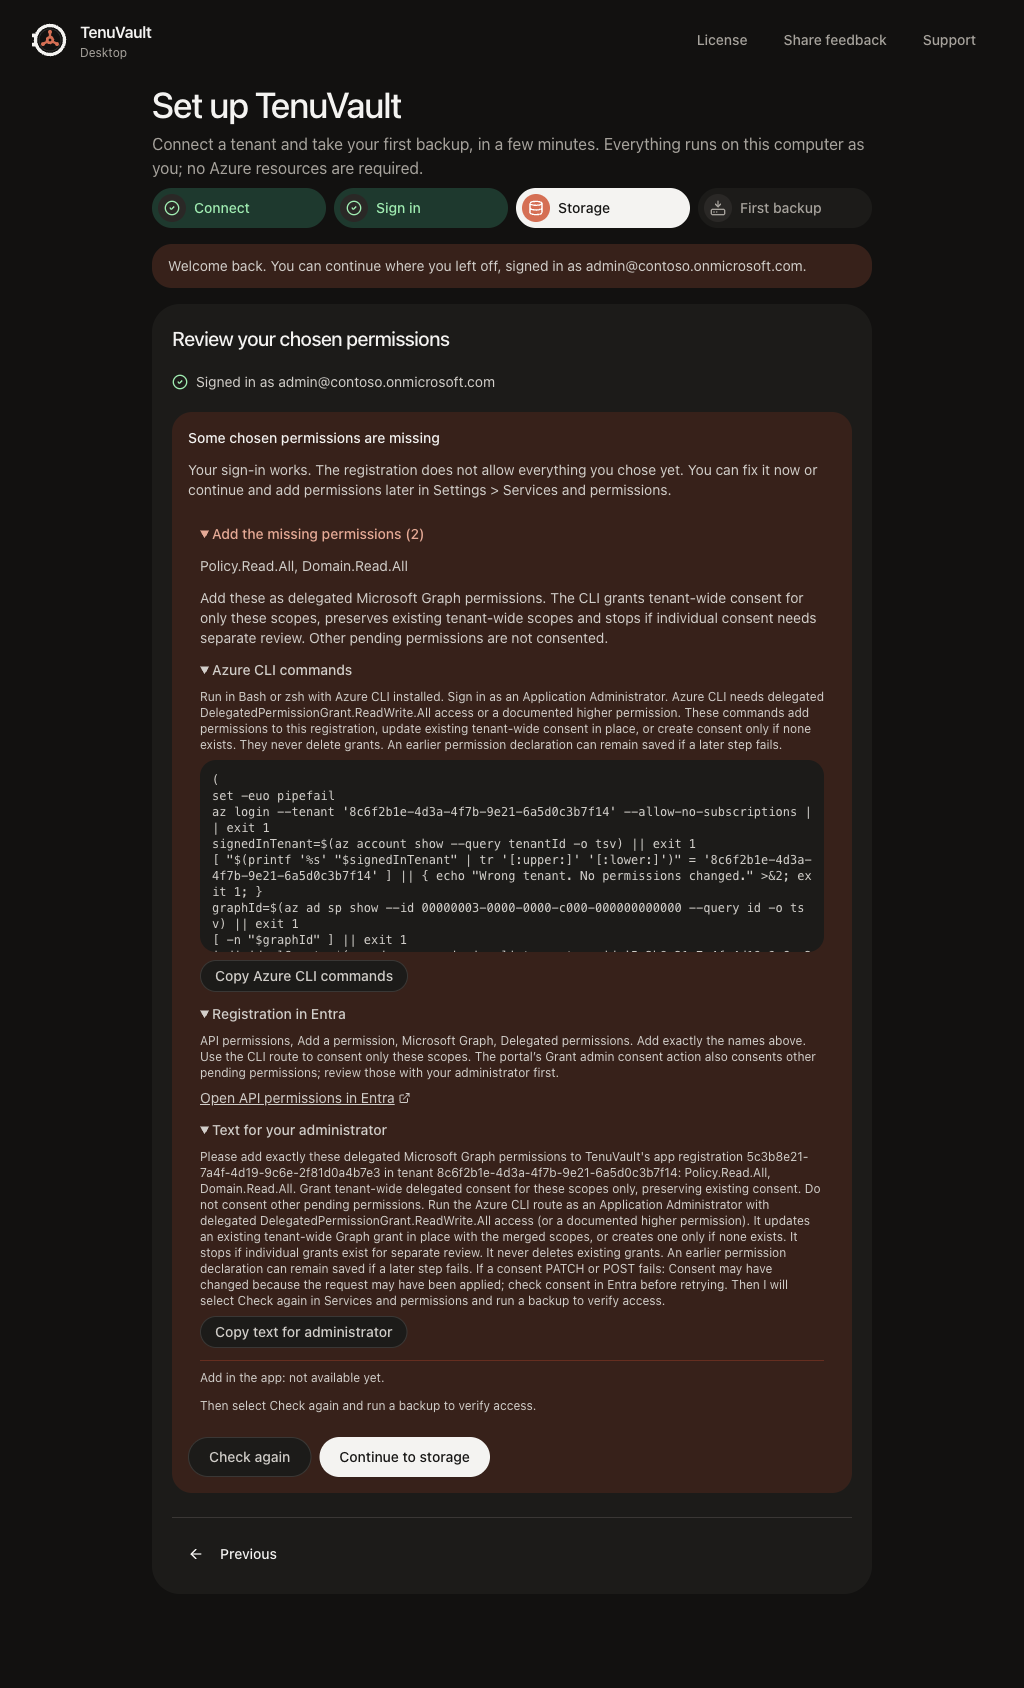 TenuVault
Desktop
License
Share feedback
Support
Set up TenuVault
Connect a tenant and take your first backup, in a few minutes. Everything runs on this computer as
you; no Azure resources are required.
Connect
Sign in
Storage
First backup
Welcome back. You can continue where you left off, signed in as admin@contoso.onmicrosoft.com.
Review your chosen permissions
Signed in as admin@contoso.onmicrosoft.com
Some chosen permissions are missing
Your sign-in works. The registration does not allow everything you chose yet. You can fix it now or
continue and add permissions later in Settings > Services and permissions.
▼ Add the missing permissions (2)
Policy.Read.All, Domain.Read.All
Add these as delegated Microsoft Graph permissions. The CLI grants tenant-wide consent for
only these scopes, preserves existing tenant-wide scopes and stops if individual consent needs
separate review. Other pending permissions are not consented.
▼ Azure CLI commands
Run in Bash or zsh with Azure CLI installed. Sign in as an Application Administrator. Azure CLI needs delegated
DelegatedPermissionGrant.ReadWrite.All access or a documented higher permission. These commands add
permissions to this registration, update existing tenant-wide consent in place, or create consent only if none
exists. They never delete grants. An earlier permission declaration can remain saved if a later step fails.
(
set -euo pipefail
az login --tenant '8c6f2b1e-4d3a-4f7b-9e21-6a5d0c3b7f14' --allow-no-subscriptions |
| exit 1
signedInTenant=$(az account show --query tenantId -o tsv) || exit 1
[ "$(printf '%s' "$signedInTenant" | tr '[:upper:]' '[:lower:]')" = '8c6f2b1e-4d3a-
4f7b-9e21-6a5d0c3b7f14' ] || { echo "Wrong tenant. No permissions changed." >&2; ex
it 1; }
graphId=$(az ad sp show --id 00000003-0000-0000-c000-000000000000 --query id -o ts
v) || exit 1
[ -n "$graphId" ] || exit 1
Copy Azure CLI commands
▼ Registration in Entra
API permissions, Add a permission, Microsoft Graph, Delegated permissions. Add exactly the names above.
Use the CLI route to consent only these scopes. The portal's Grant admin consent action also consents other
pending permissions; review those with your administrator first.
Open API permissions in Entra
▼ Text for your administrator
Please add exactly these delegated Microsoft Graph permissions to TenuVault's app registration 5c3b8e21-
7a4f-4d19-9c6e-2f81d0a4b7e3 in tenant 8c6f2b1e-4d3a-4f7b-9e21-6a5d0c3b7f14: Policy.Read.All,
Domain.Read.All. Grant tenant-wide delegated consent for these scopes only, preserving existing consent. Do
not consent other pending permissions. Run the Azure CLI route as an Application Administrator with
delegated DelegatedPermissionGrant.ReadWrite.All access (or a documented higher permission). It updates
an existing tenant-wide Graph grant in place with the merged scopes, or creates one only if none exists. It
stops if individual grants exist for separate review. It never deletes existing grants. An earlier permission
declaration can remain saved if a later step fails. If a consent PATCH or POST fails: Consent may have
changed because the request may have been applied; check consent in Entra before retrying. Then I will
select Check again in Services and permissions and run a backup to verify access.
Copy text for administrator
Add in the app: not available yet.
Then select Check again and run a backup to verify access.
Check again
Continue to storage
Previous